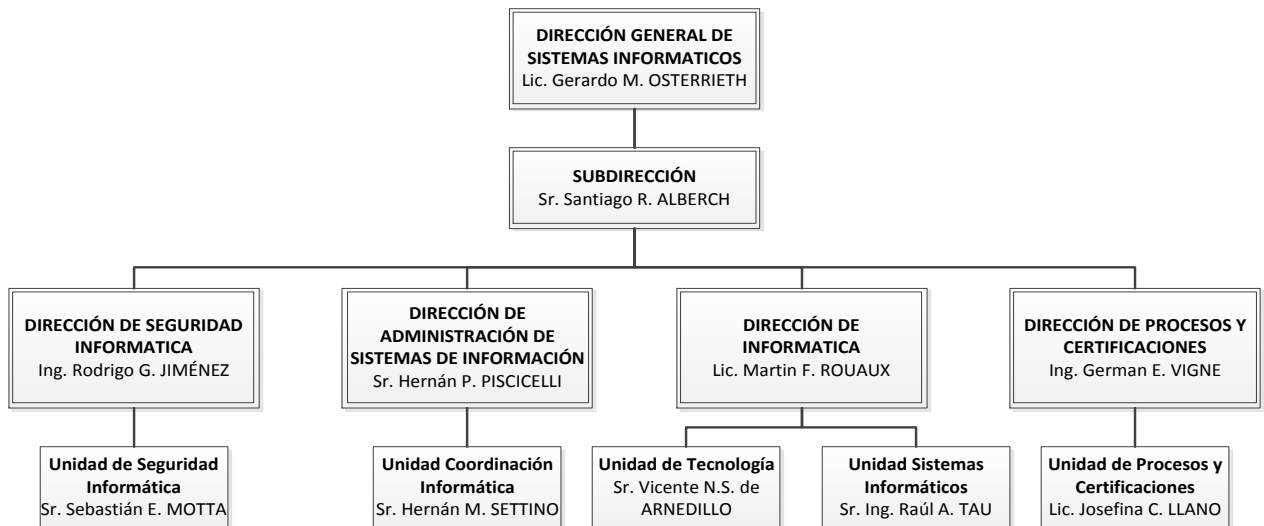 DIRECCIÓN GENERAL DE
SISTEMAS INFORMATICOS
Lic. Gerardo M. OSTERRIETH
SUBDIRECCIÓN
Sr. Santiago R. ALBERCH
DIRECCIÓN DE SEGURIDAD
INFORMATICA
Ing. Rodrigo G. JIMÉNEZ
DIRECCIÓN DE
ADMINISTRACIÓN DE
SISTEMAS DE INFORMACIÓN
Sr. Hernán P. PISCICELLI
DIRECCIÓN DE
INFORMATICA
Lic. Martin F. ROUAUX
DIRECCIÓN DE PROCESOS Y
CERTIFICACIONES
Ing. German E. VIGNE
Unidad de Seguridad
Informática
Sr. Sebastián E. MOTTA
Unidad Coordinación
Informática
Sr. Hernán M. SETTINO
Unidad de Tecnología
Sr. Vicente N.S. de
ARNEDILLO
Unidad Sistemas
Informáticos
Sr. Ing. Raúl A. TAU
Unidad de Procesos y
Certificaciones
Lic. Josefina C. LLANO